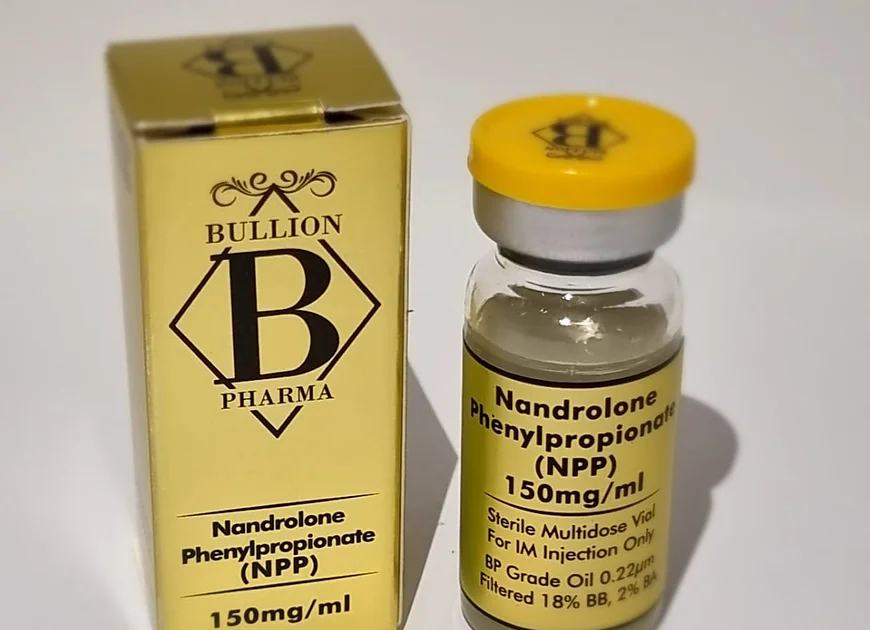 BULLION
B
PHARMA
Nandrolone
Phenylpropionate
(NPP)
150mg/ml
B
Nandrolone
Phenylpropionate
(NPP)
150mg/ml
Sterile Multidose Vial
For IM Injection Only
BP Grade Oil 0.22µm
Filtered 18% BB, 2% BA